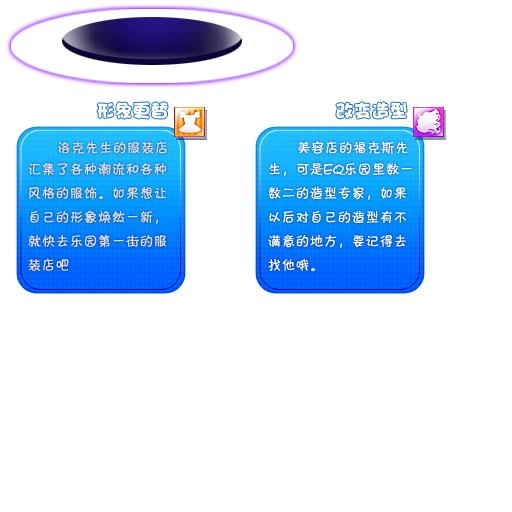 形象更替
洛克先生的服装店
汇集了各种潮流和各种
风格的服饰。如果想让
自己的形象焕然一新，
就快去乐园第一街的服
装店吧
改变造型
美容店的福克斯先
生，可是EQ乐园里数一
数二的造型专家，如果
以后对自己的造型有不
满意的地方，要记得去
找他哦。